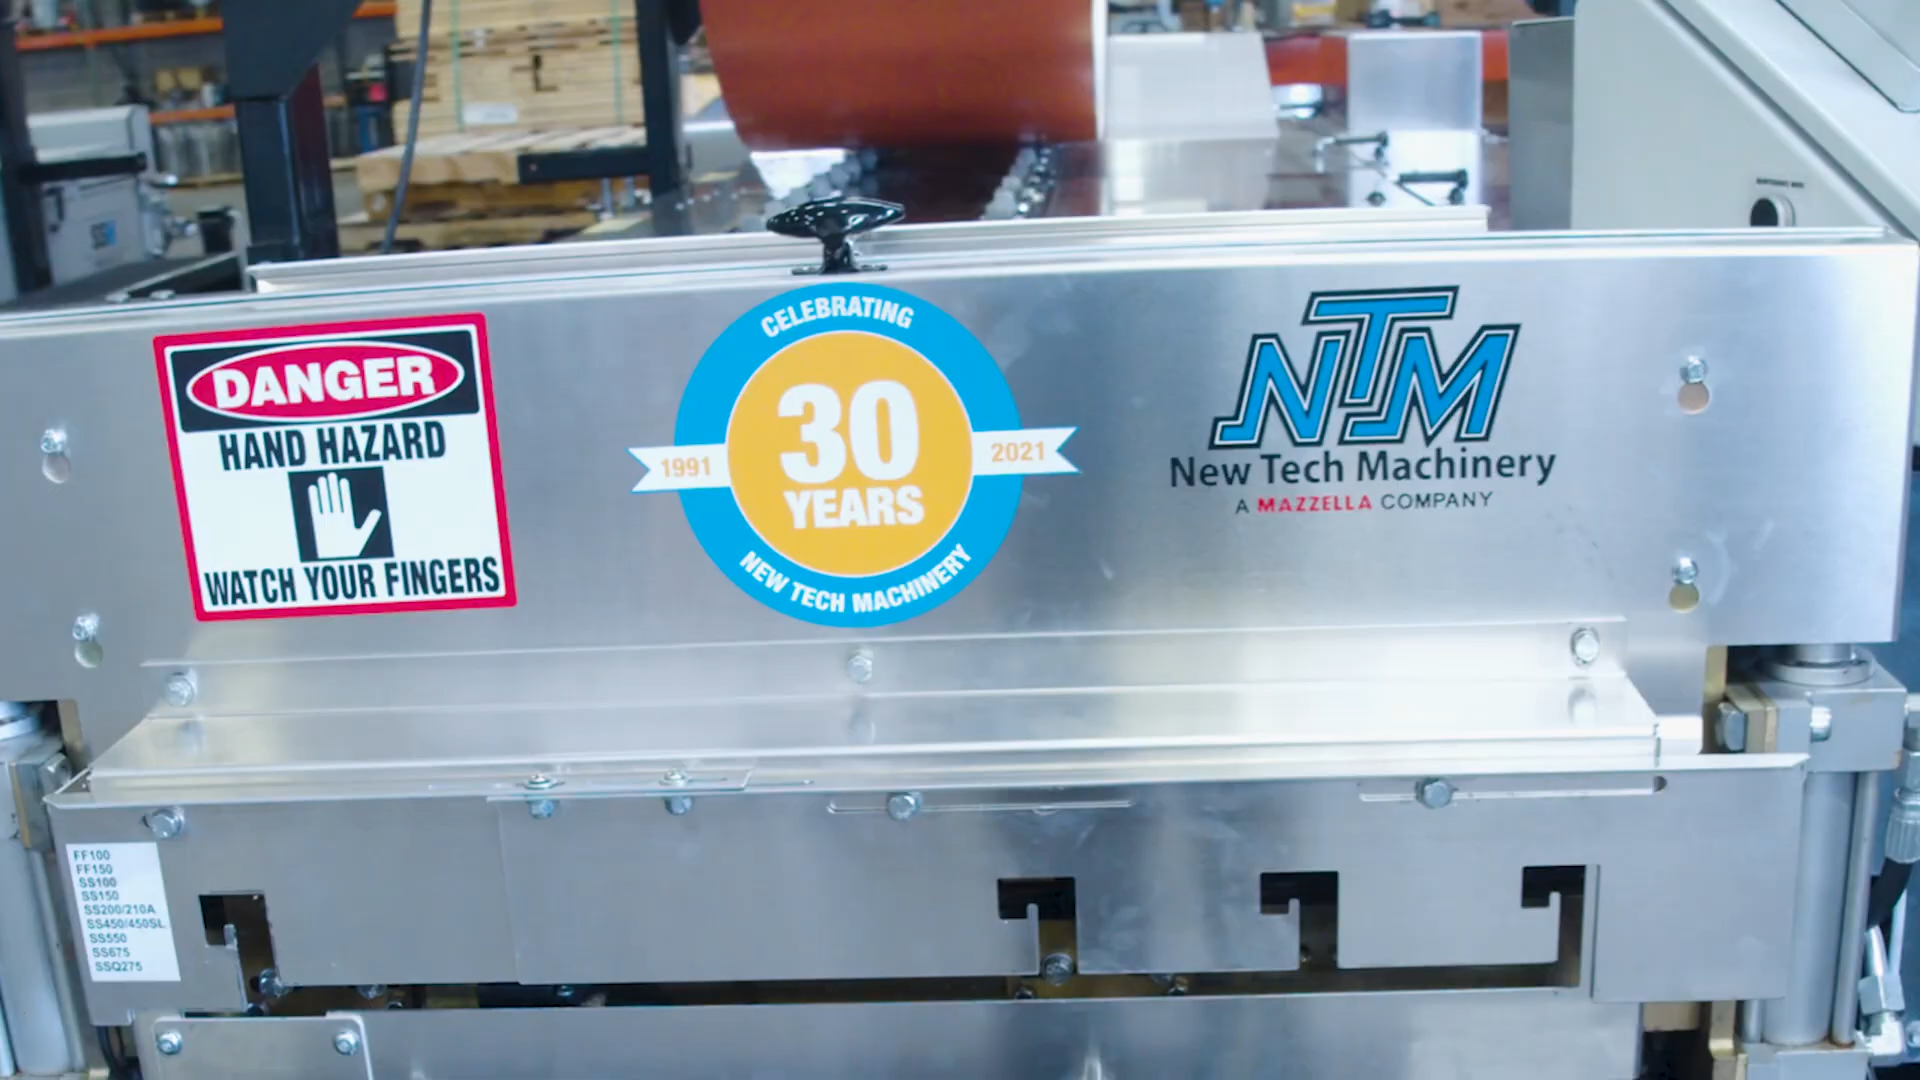 DANGER
HAND HAZARD
WATCH YOUR FINGERS
CELEBRATING
30
YEARS
1991
2021
NEW TECH MACHINERY
NTM
New Tech Machinery
A MAZZELLA COMPANY
FF100
FF150
SS100
SS150
SS200/210A
SS450/450SL
SS550
SS675
SSQ275